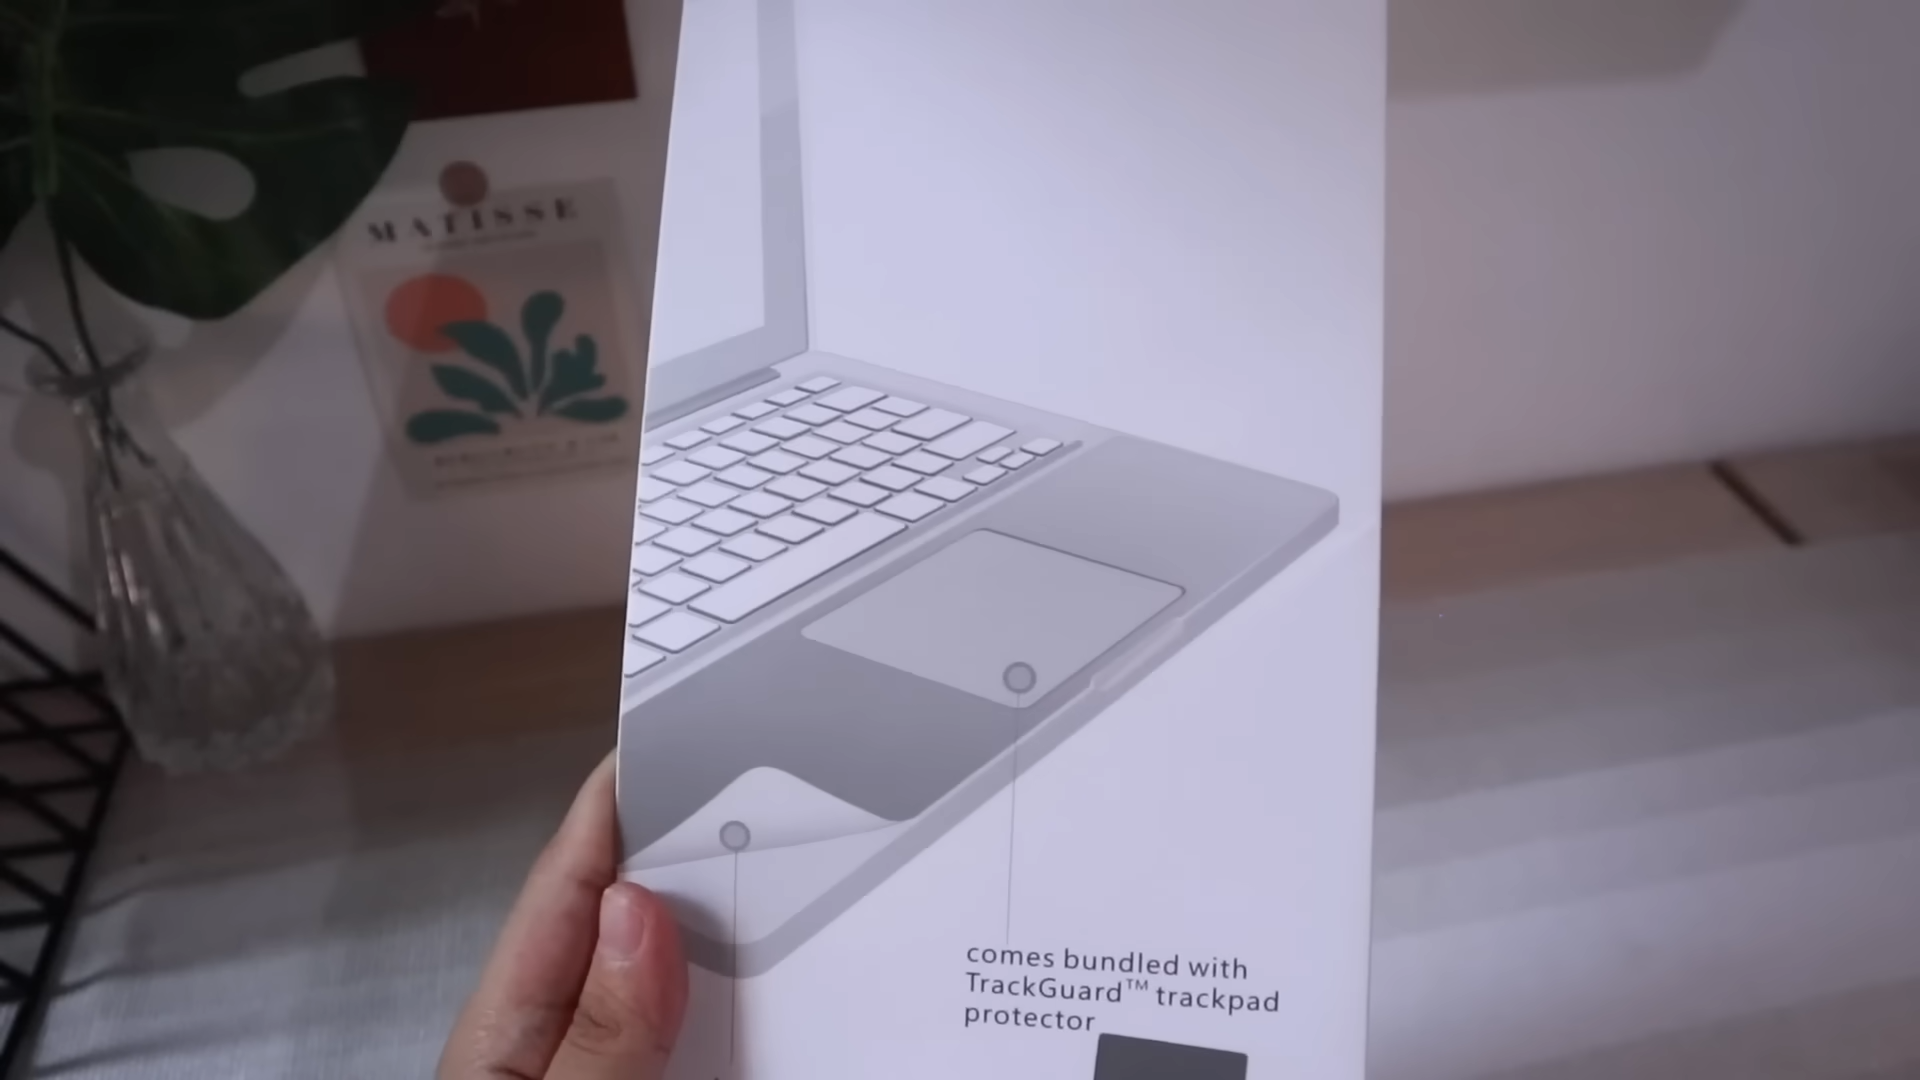 MATISSE
comes bundled with
TrackGuard™ trackpad
protector